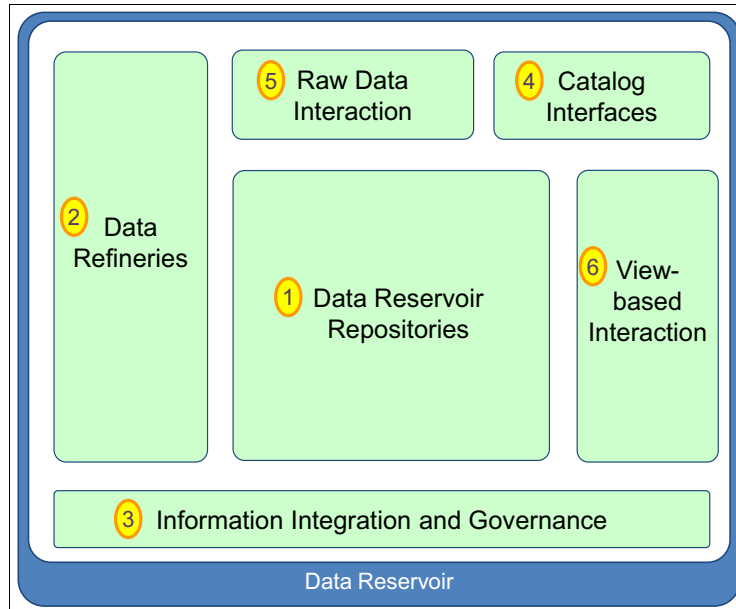 5 Raw Data
Interaction
4 Catalog
Interfaces
2 Data
Refineries
1 Data Reservoir
Repositories
6 View-
based
Interaction
3 Information Integration and Governance
Data Reservoir